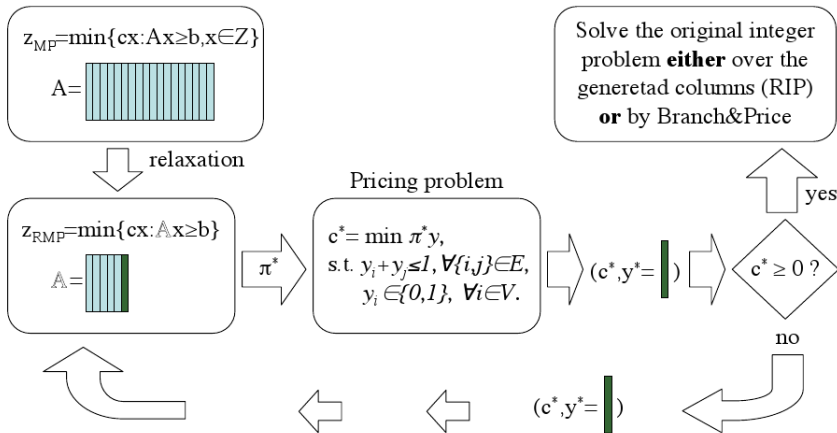 z_MP=min{cx:Ax≥b,x∈Z}
A=
relaxation
Solve the original integer
problem either over the
generetad columns (RIP)
or by Branch&Price
yes
Pricing problem
z_RMP=min{cx:𝔸x≥b}
𝔸=
π*
c*= min π*y,
s.t. y_i+y_j≤1,∀{i,j}∈E,
y_i∈{0,1}, ∀i∈V.
(c*,y*= )
c* ≥ 0 ?
no
(c*,y*= )